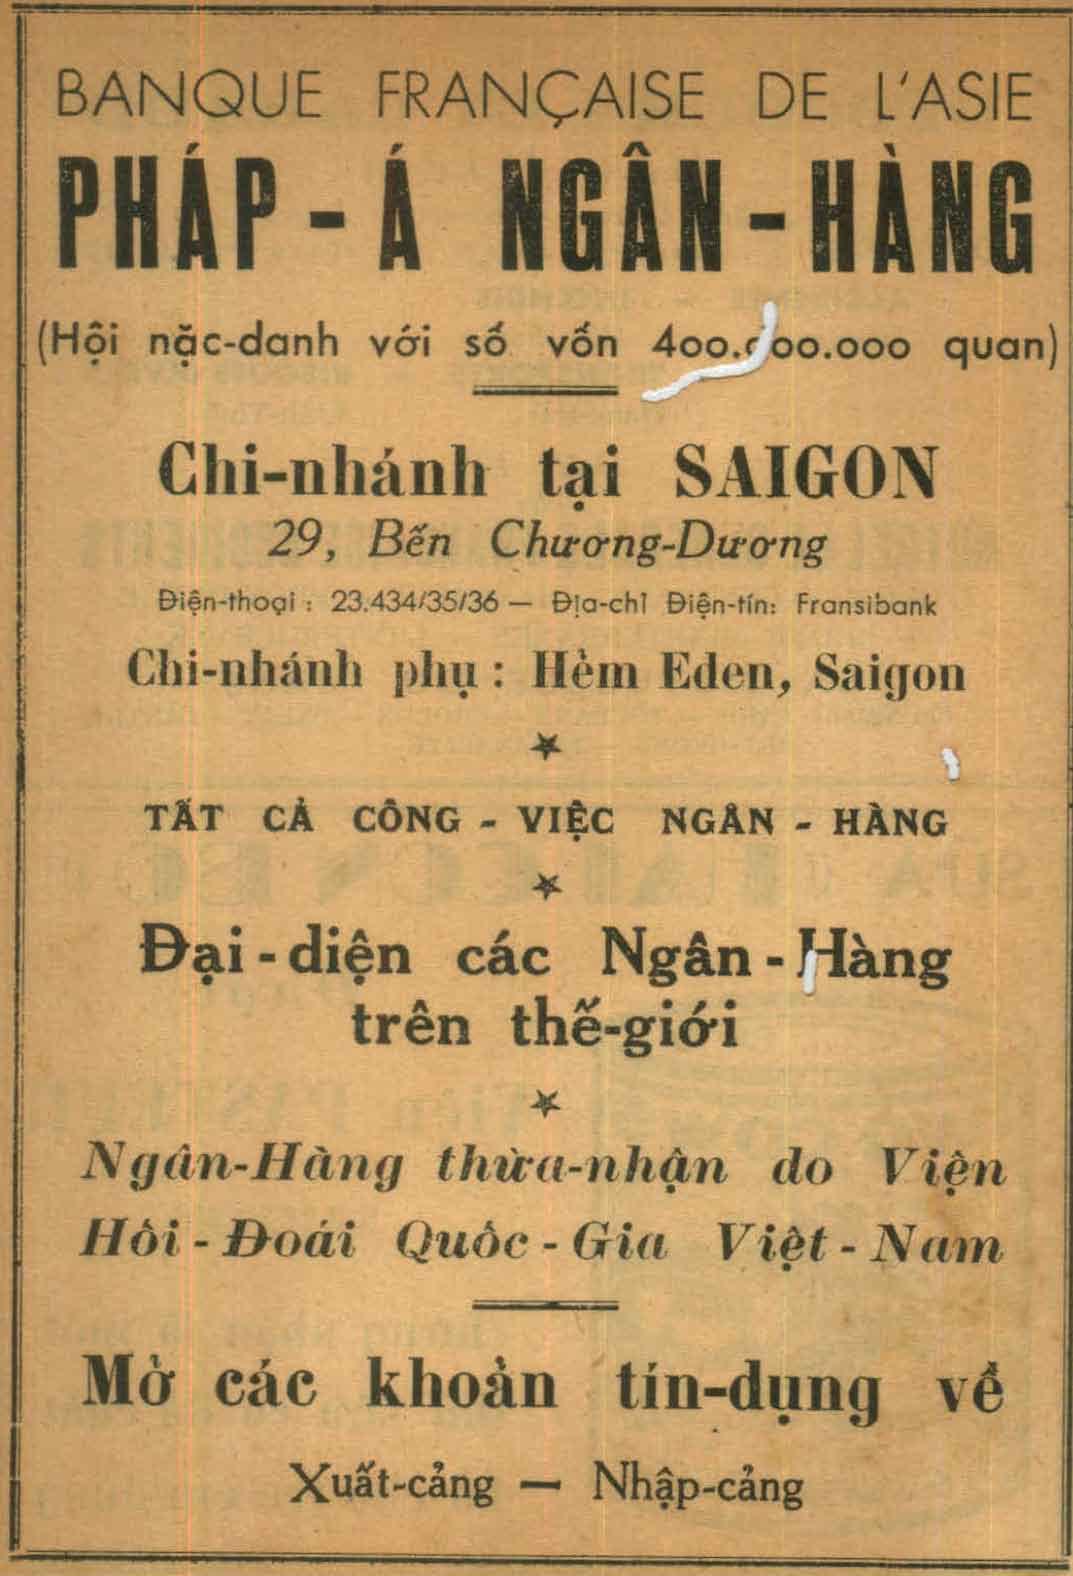 BANQUE FRANÇAISE DE L'ASIE
PHÁP - Á NGÂN - HÀNG
(Hội nặc-danh với số vốn 400.000.000 quan)
Chi-nhánh tại SAIGON
29, Bến Chương-Dương
Điện-thoại : 23.434/35/36 — Địa-chỉ Điện-tín: Fransibank
Chi-nhánh phụ : Hẻm Eden, Saigon
TẤT CẢ CÔNG - VIỆC NGÂN - HÀNG
Đại - diện các Ngân - Hàng
trên thế-giới
Ngân-Hàng thừa-nhận do Viện
Hối - Đoái Quốc - Gia Việt - Nam
Mở các khoản tín-dụng về
Xuất-cảng — Nhập-cảng